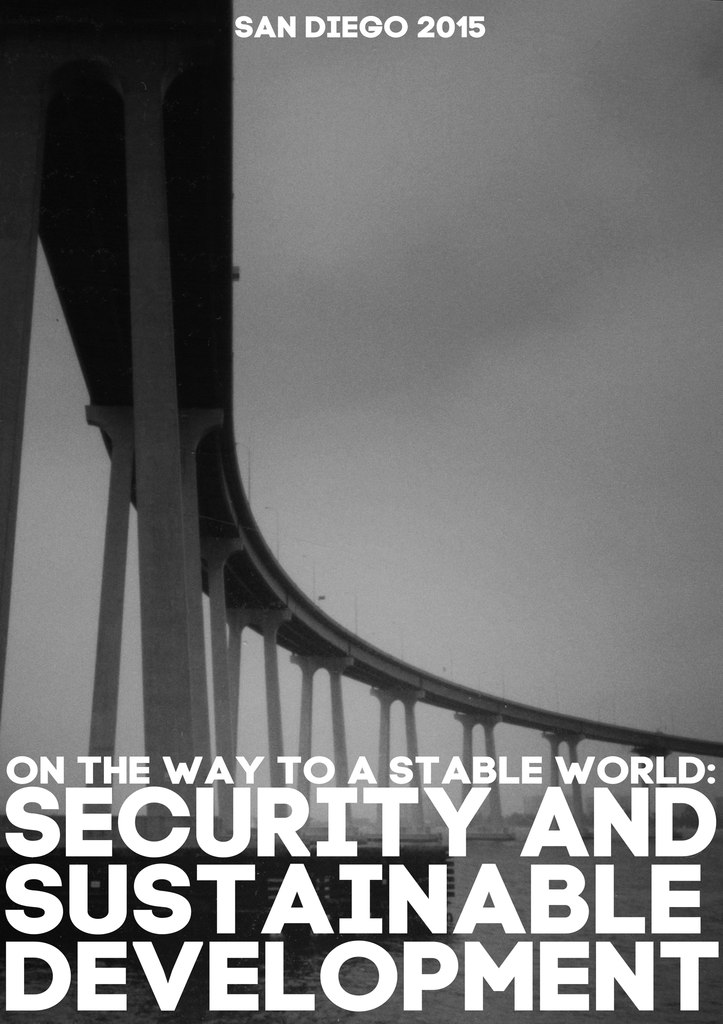 SAN DIEGO 2015
ON THE WAY TO A STABLE WORLD:
SECURITY AND
SUSTAINABLE
DEVELOPMENT